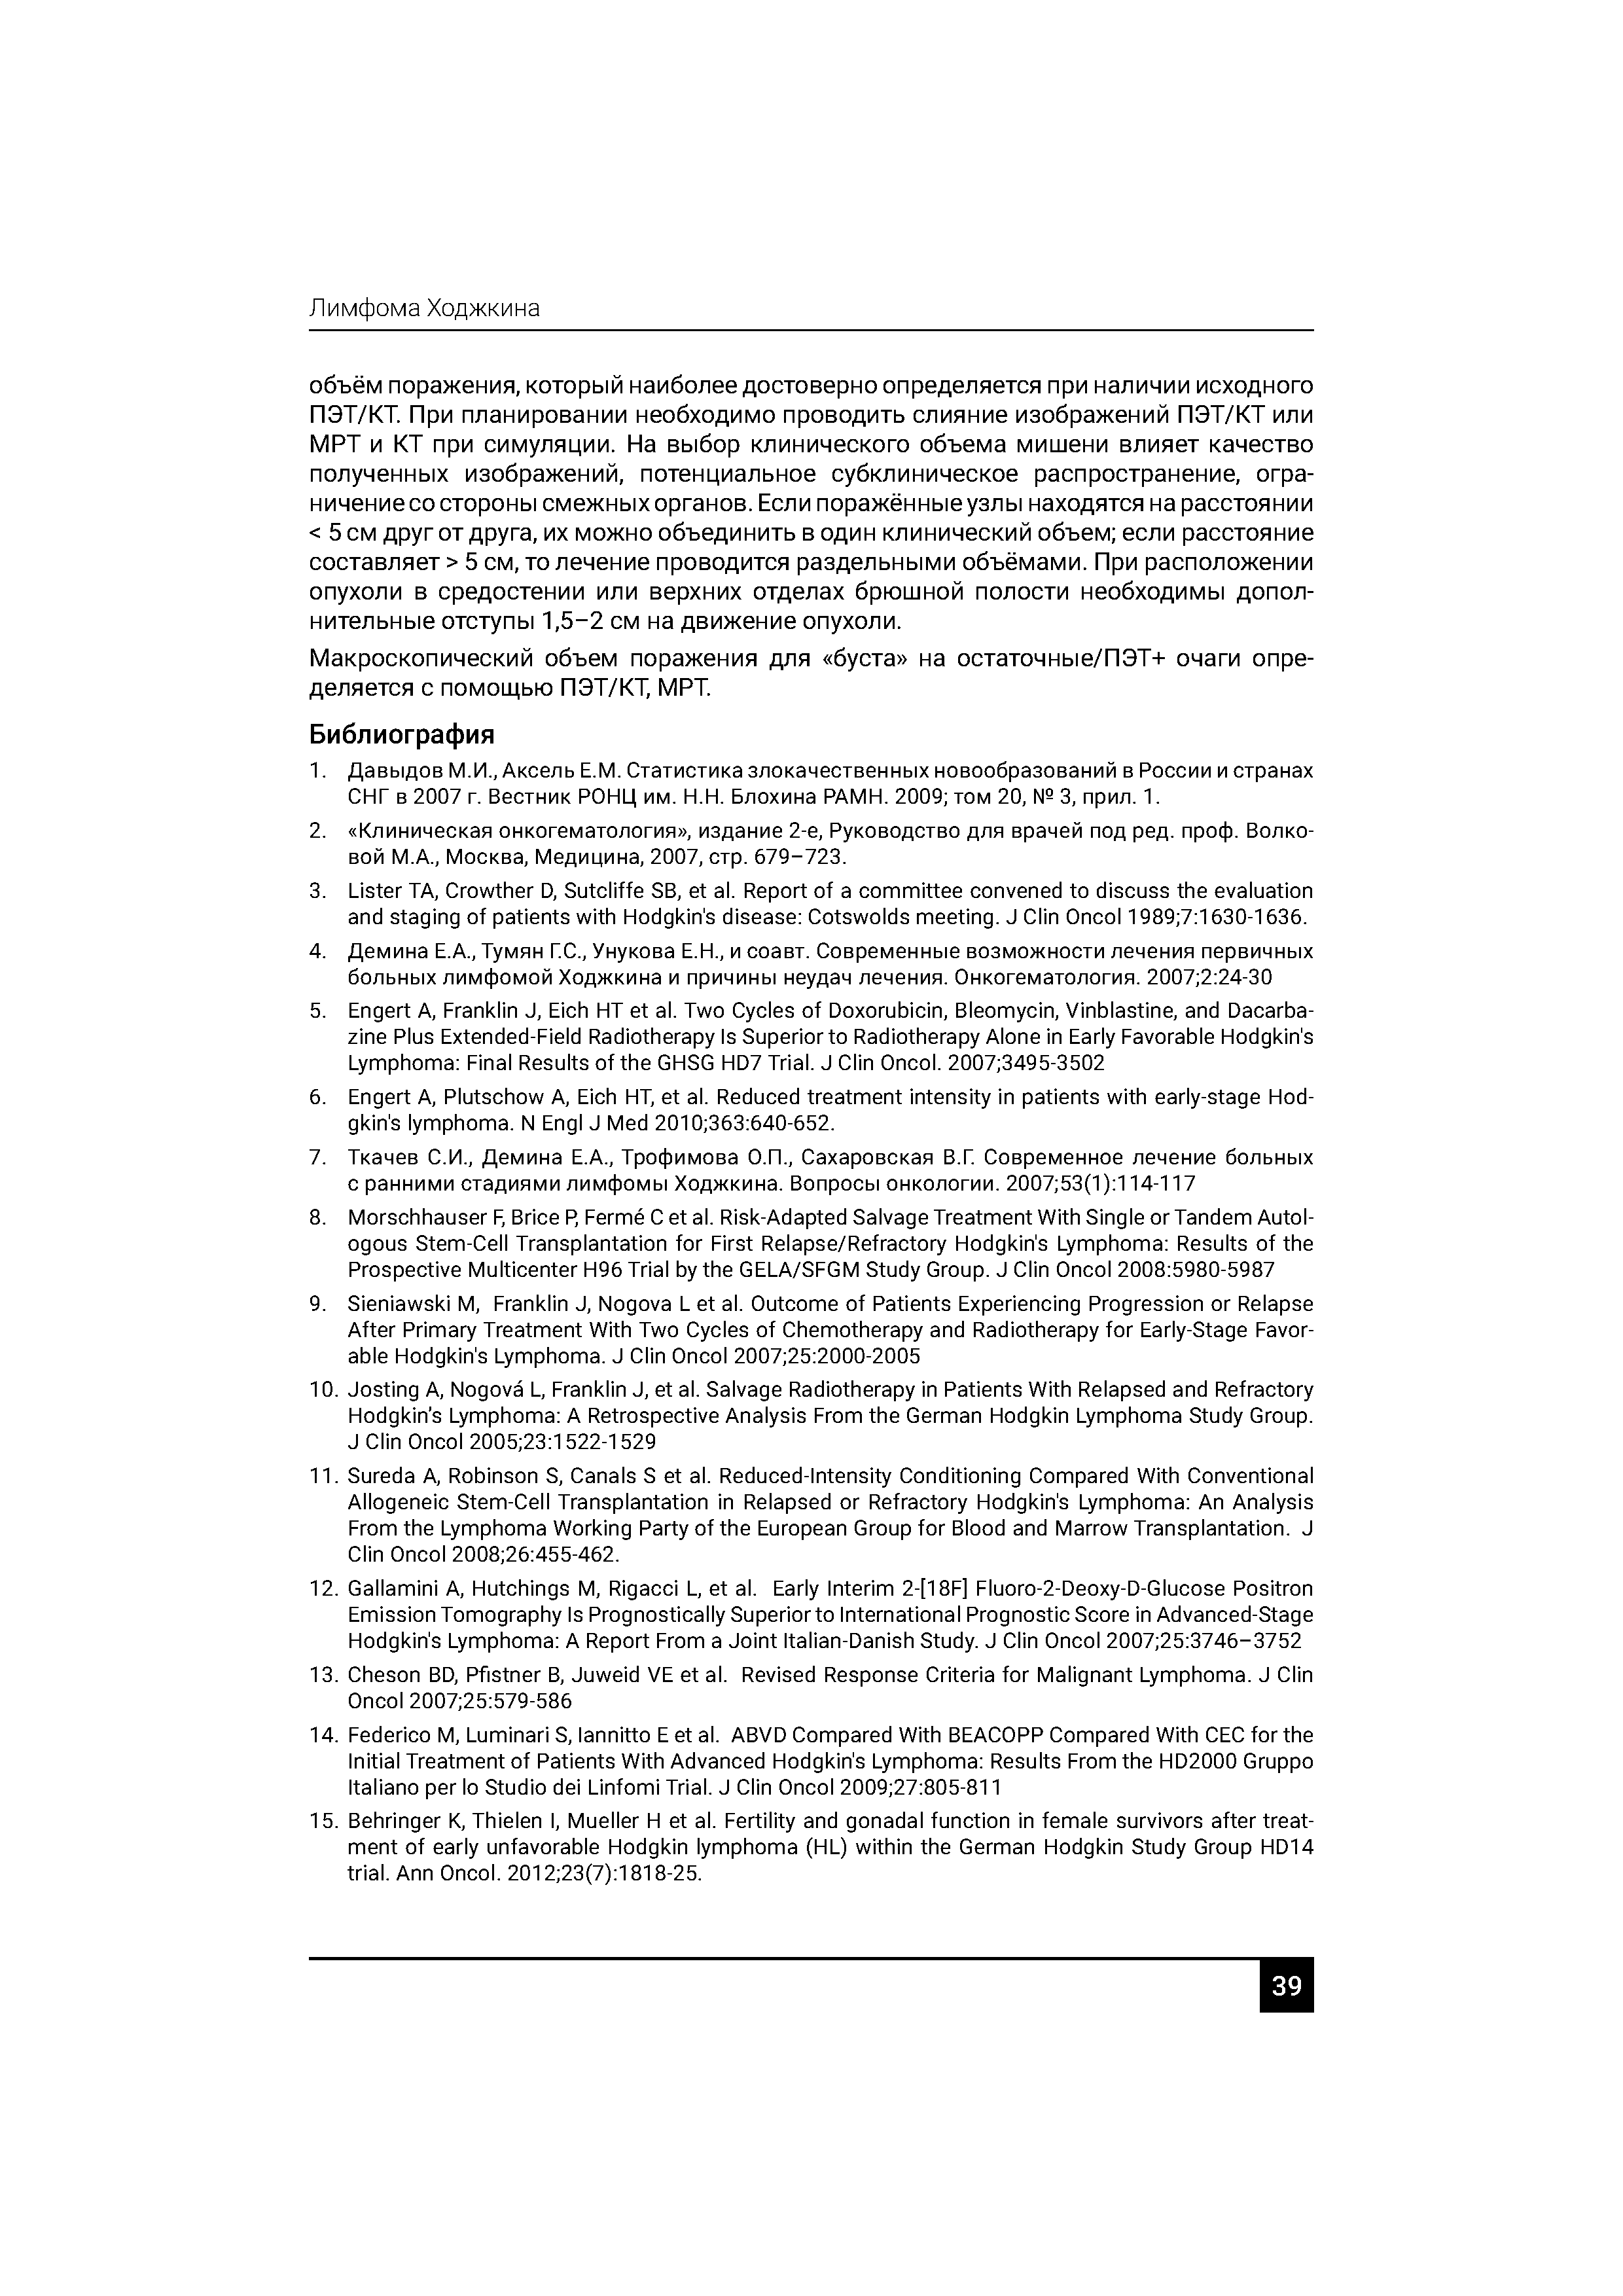 Лимфома Ходжкина
объём поражения, который наиболее достоверно определяется при наличии исходного
ПЭТ/КТ. При планировании необходимо проводить слияние изображений ПЭТ/КТ или
МРТ и КТ при симуляции. На выбор клинического объема мишени влияет качество
полученных изображений, потенциальное субклиническое распространение, огра-
ничение со стороны смежных органов. Если поражённые узлы находятся на расстоянии
< 5 см друг от друга, их можно объединить в один клинический объем; если расстояние
составляет > 5 см, то лечение проводится раздельными объёмами. При расположении
опухоли в средостении или верхних отделах брюшной полости необходимы допол-
нительные отступы 1,5–2 см на движение опухоли.
Макроскопический объем поражения для «буста» на остаточные/ПЭТ+ очаги опре-
деляется с помощью ПЭТ/КТ, МРТ.
Библиография
1. Давыдов М.И., Аксель Е.М. Статистика злокачественных новообразований в России и странах
СНГ в 2007 г. Вестник РОНЦ им. Н.Н. Блохина РАМН. 2009; том 20, № 3, прил. 1.
2. «Клиническая онкогематология», издание 2-е, Руководство для врачей под ред. проф. Волко-
вой М.А., Москва, Медицина, 2007, стр. 679–723.
3. Lister TA, Crowther D, Sutcliffe SB, et al. Report of a committee convened to discuss the evaluation
and staging of patients with Hodgkin's disease: Cotswolds meeting. J Clin Oncol 1989;7:1630-1636.
4. Демина Е.А., Тумян Г.С., Унукова Е.Н., и соавт. Современные возможности лечения первичных
больных лимфомой Ходжкина и причины неудач лечения. Онкогематология. 2007;2:24-30
5. Engert A, Franklin J, Eich HT et al. Two Cycles of Doxorubicin, Bleomycin, Vinblastine, and Dacarba-
zine Plus Extended-Field Radiotherapy Is Superior to Radiotherapy Alone in Early Favorable Hodgkin's
Lymphoma: Final Results of the GHSG HD7 Trial. J Clin Oncol. 2007;3495-3502
6. Engert A, Plutschow A, Eich HT, et al. Reduced treatment intensity in patients with early-stage Hod-
gkin's lymphoma. N Engl J Med 2010;363:640-652.
7. Ткачев С.И., Демина Е.А., Трофимова О.П., Сахаровская В.Г. Современное лечение больных
с ранними стадиями лимфомы Ходжкина. Вопросы онкологии. 2007;53(1):114-117
8. Morschhauser F, Brice P, Fermé C et al. Risk-Adapted Salvage Treatment With Single or Tandem Autol-
ogous Stem-Cell Transplantation for First Relapse/Refractory Hodgkin's Lymphoma: Results of the
Prospective Multicenter H96 Trial by the GELA/SFGM Study Group. J Clin Oncol 2008:5980-5987
9. Sieniawski M, Franklin J, Nogova L et al. Outcome of Patients Experiencing Progression or Relapse
After Primary Treatment With Two Cycles of Chemotherapy and Radiotherapy for Early-Stage Favor-
able Hodgkin's Lymphoma. J Clin Oncol 2007;25:2000-2005
10. Josting A, Nogová L, Franklin J, et al. Salvage Radiotherapy in Patients With Relapsed and Refractory
Hodgkin’s Lymphoma: A Retrospective Analysis From the German Hodgkin Lymphoma Study Group.
J Clin Oncol 2005;23:1522-1529
11. Sureda A, Robinson S, Canals S et al. Reduced-Intensity Conditioning Compared With Conventional
Allogeneic Stem-Cell Transplantation in Relapsed or Refractory Hodgkin's Lymphoma: An Analysis
From the Lymphoma Working Party of the European Group for Blood and Marrow Transplantation. J
Clin Oncol 2008;26:455-462.
12. Gallamini A, Hutchings M, Rigacci L, et al. Early Interim 2-[18F] Fluoro-2-Deoxy-D-Glucose Positron
Emission Tomography Is Prognostically Superior to International Prognostic Score in Advanced-Stage
Hodgkin's Lymphoma: A Report From a Joint Italian-Danish Study. J Clin Oncol 2007;25:3746–3752
13. Cheson BD, Pfistner B, Juweid VE et al. Revised Response Criteria for Malignant Lymphoma. J Clin
Oncol 2007;25:579-586
14. Federico M, Luminari S, Iannitto E et al. ABVD Compared With BEACOPP Compared With CEC for the
Initial Treatment of Patients With Advanced Hodgkin's Lymphoma: Results From the HD2000 Gruppo
Italiano per lo Studio dei Linfomi Trial. J Clin Oncol 2009;27:805-811
15. Behringer K, Thielen I, Mueller H et al. Fertility and gonadal function in female survivors after treat-
ment of early unfavorable Hodgkin lymphoma (HL) within the German Hodgkin Study Group HD14
trial. Ann Oncol. 2012;23(7):1818-25.
39